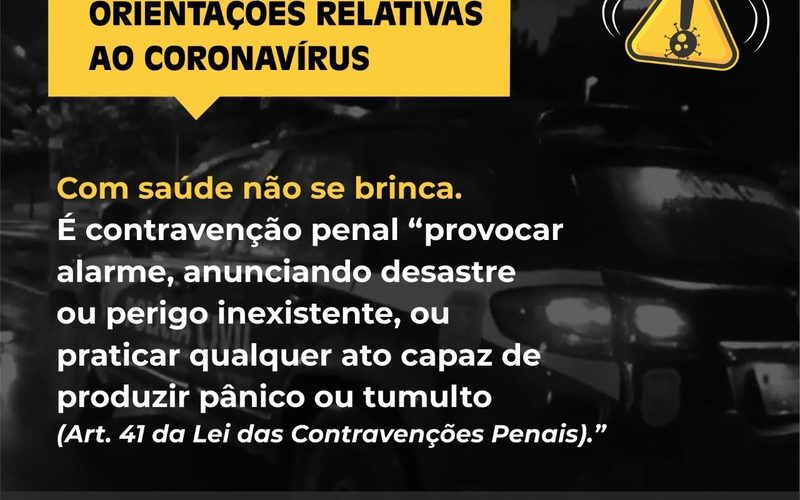 ORIENTAÇÕES RELATIVAS
AO CORONAVÍRUS
Com saúde não se brinca.
É contravenção penal “provocar
alarme, anunciando desastre
ou perigo inexistente, ou
praticar qualquer ato capaz de
produzir pânico ou tumulto
(Art. 41 da Lei das Contravenções Penais).”